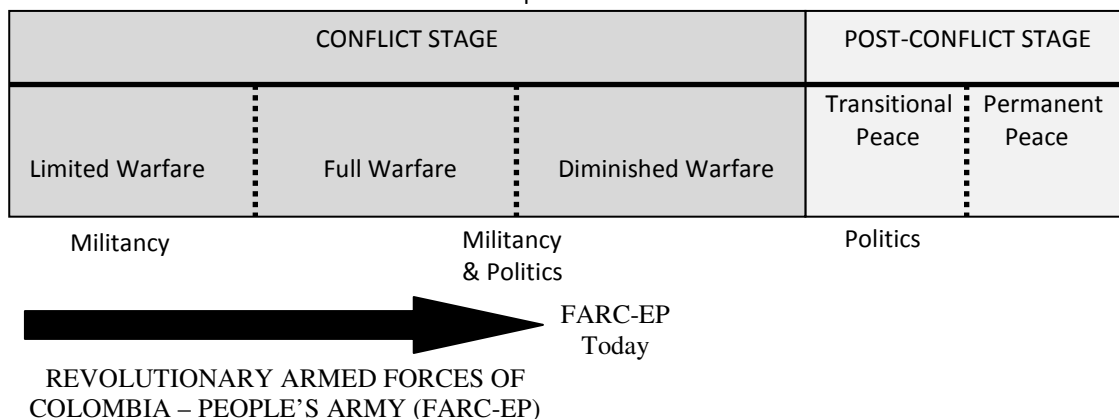 CONFLICT STAGE
POST-CONFLICT STAGE
Limited Warfare
Full Warfare
Diminished Warfare
Transitional
Peace
Permanent
Peace
Militancy
Militancy
& Politics
Politics
FARC-EP
Today
REVOLUTIONARY ARMED FORCES OF
COLOMBIA – PEOPLE'S ARMY (FARC-EP)